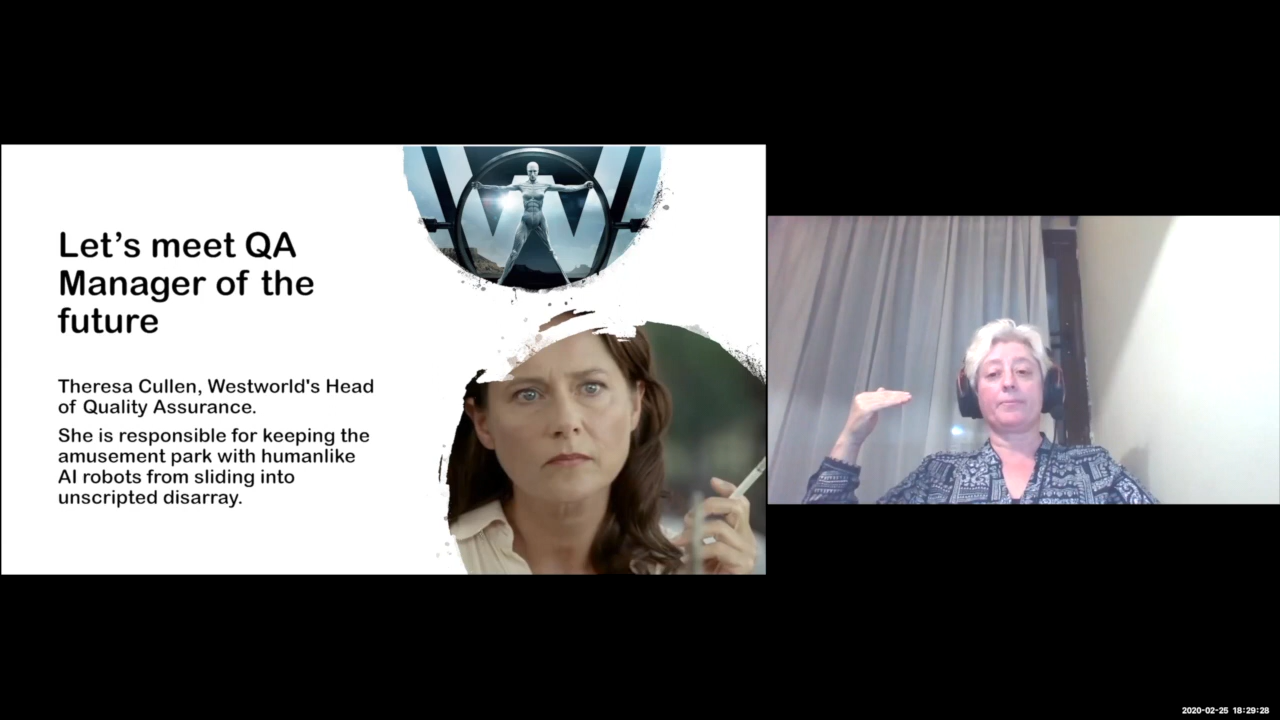 Let’s meet QA
Manager of the
future
Theresa Cullen, Westworld's Head
of Quality Assurance.
She is responsible for keeping the
amusement park with humanlike
AI robots from sliding into
unscripted disarray.
2020-02-25 18:29:28